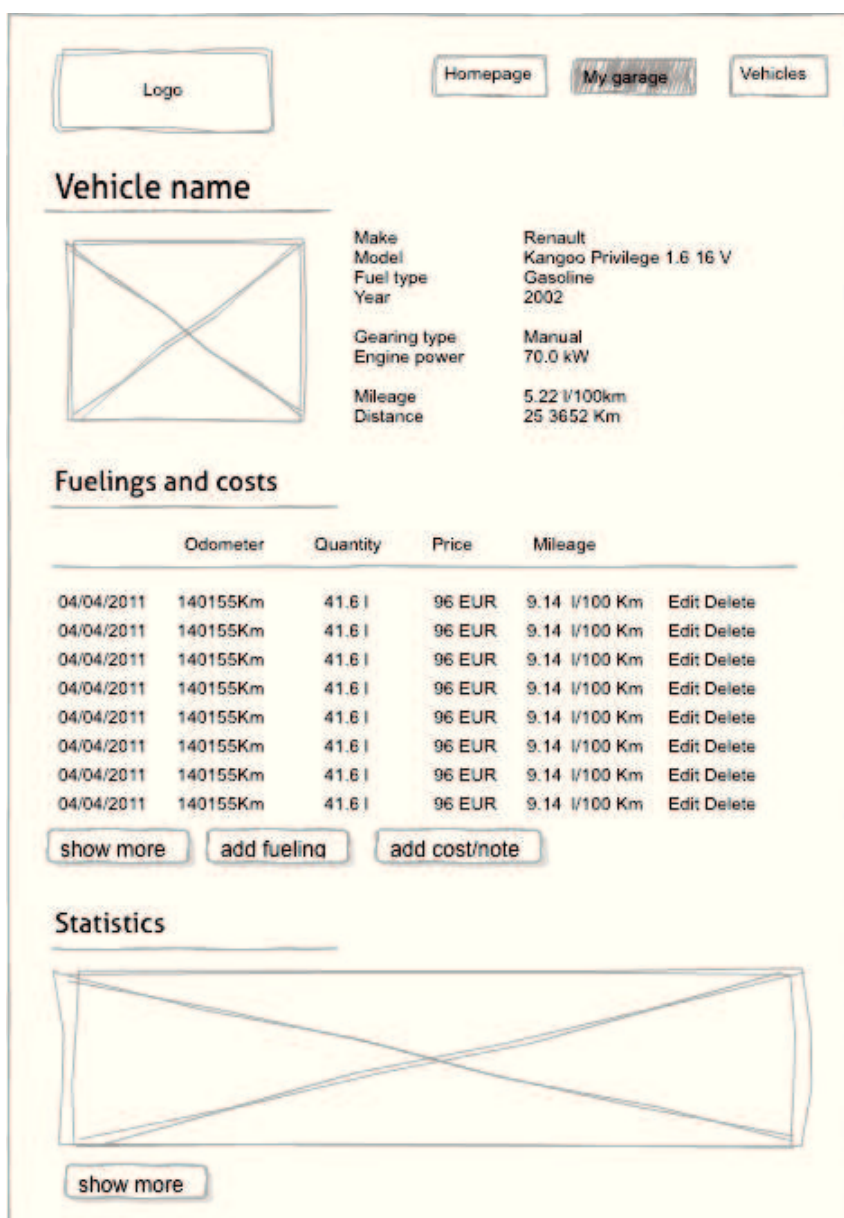 Logo
Homepage My garage Vehicles
Vehicle name
Make Renault
Model Kangoo Privilege 1.6 16 V
Fuel type Gasoline
Year 2002
Gearing type Manual
Engine power 70.0 kW
Mileage 5.22 l/100km
Distance 25 3652 Km
Fuelings and costs
Odometer Quantity Price Mileage
04/04/2011 140155Km 41.6 l 96 EUR 9.14 l/100 Km Edit Delete
04/04/2011 140155Km 41.6 l 96 EUR 9.14 l/100 Km Edit Delete
04/04/2011 140155Km 41.6 l 96 EUR 9.14 l/100 Km Edit Delete
04/04/2011 140155Km 41.6 l 96 EUR 9.14 l/100 Km Edit Delete
04/04/2011 140155Km 41.6 l 96 EUR 9.14 l/100 Km Edit Delete
04/04/2011 140155Km 41.6 l 96 EUR 9.14 l/100 Km Edit Delete
04/04/2011 140155Km 41.6 l 96 EUR 9.14 l/100 Km Edit Delete
04/04/2011 140155Km 41.6 l 96 EUR 9.14 l/100 Km Edit Delete
show more add fueling add cost/note
Statistics
show more